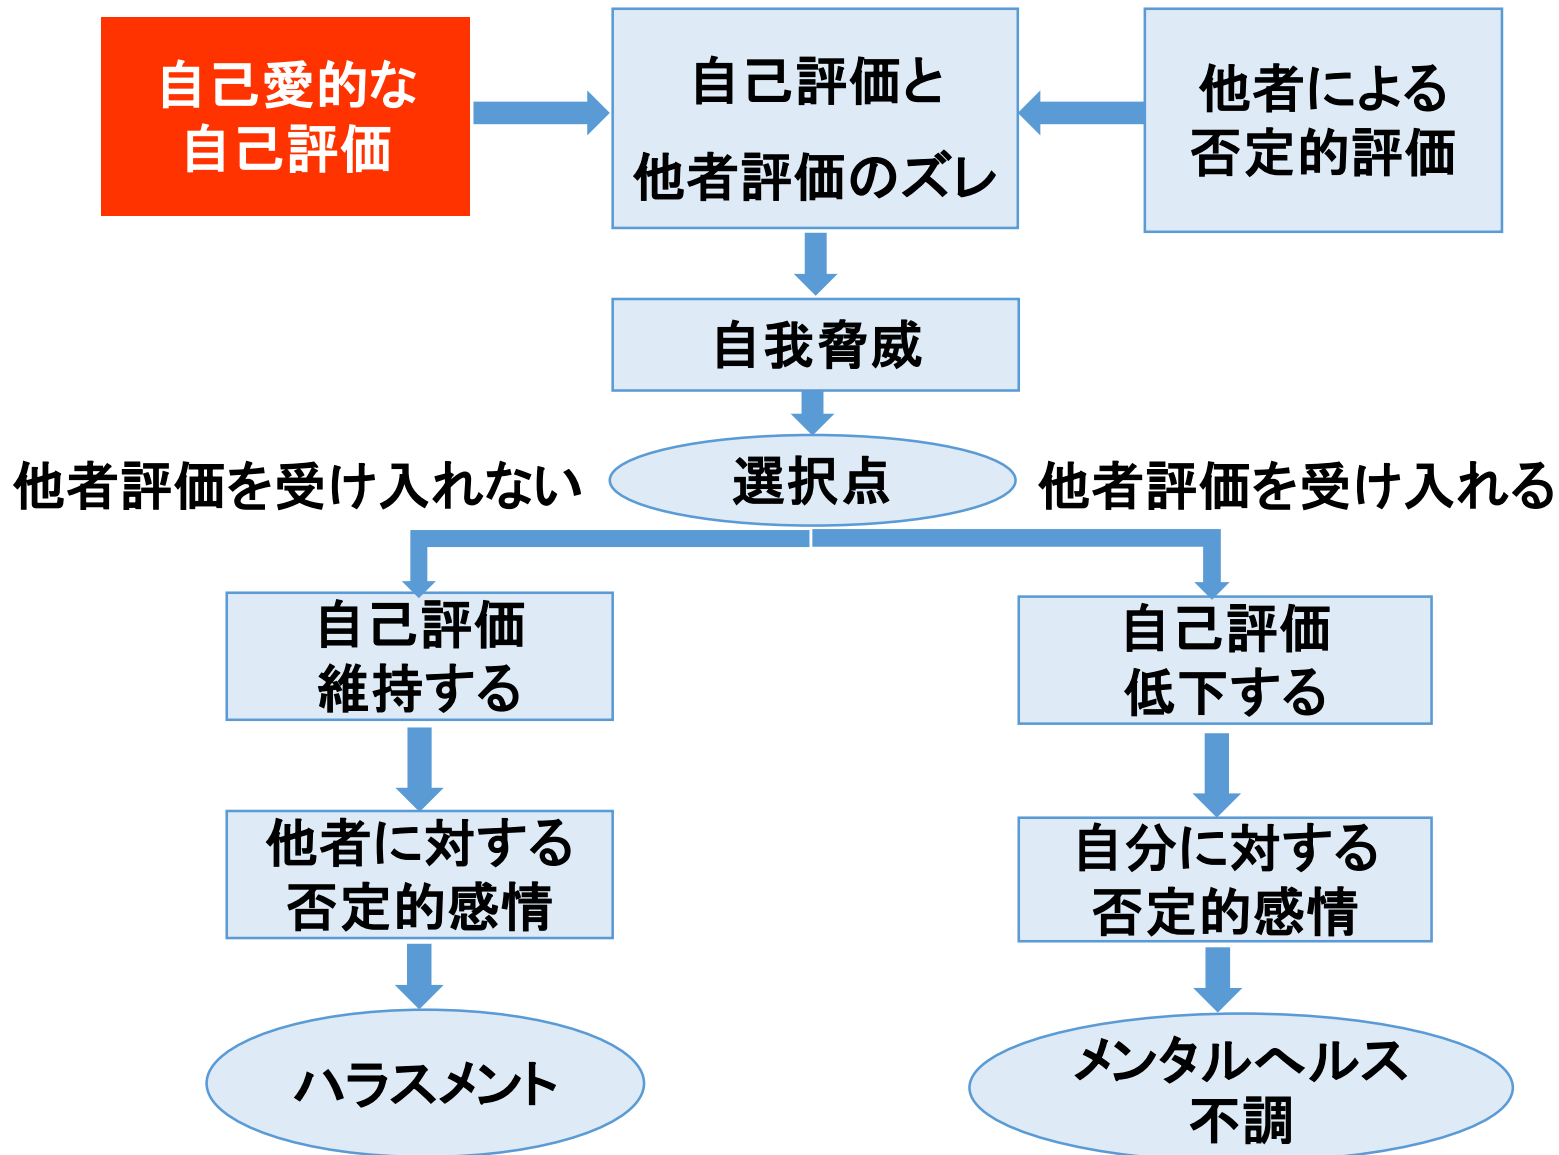 自己愛的な
自己評価
自己評価と
他者評価のズレ
他者による
否定的評価
自我脅威
選択点
他者評価を受け入れない
他者評価を受け入れる
自己評価
維持する
自己評価
低下する
他者に対する
否定的感情
自分に対する
否定的感情
ハラスメント
メンタルヘルス
不調